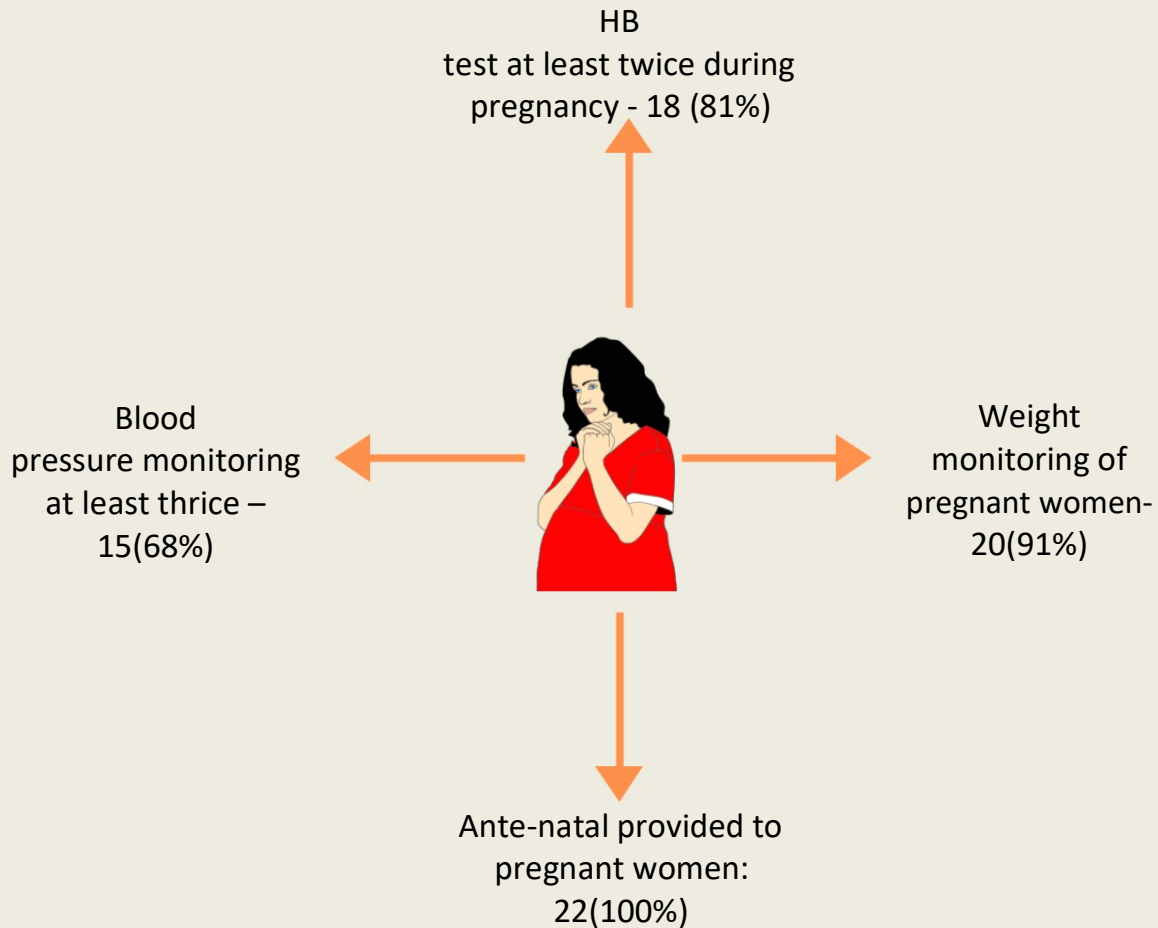 HB
test at least twice during
pregnancy - 18 (81%)
Blood
pressure monitoring
at least thrice –
15(68%)
Weight
monitoring of
pregnant women-
20(91%)
Ante-natal provided to
pregnant women:
22(100%)